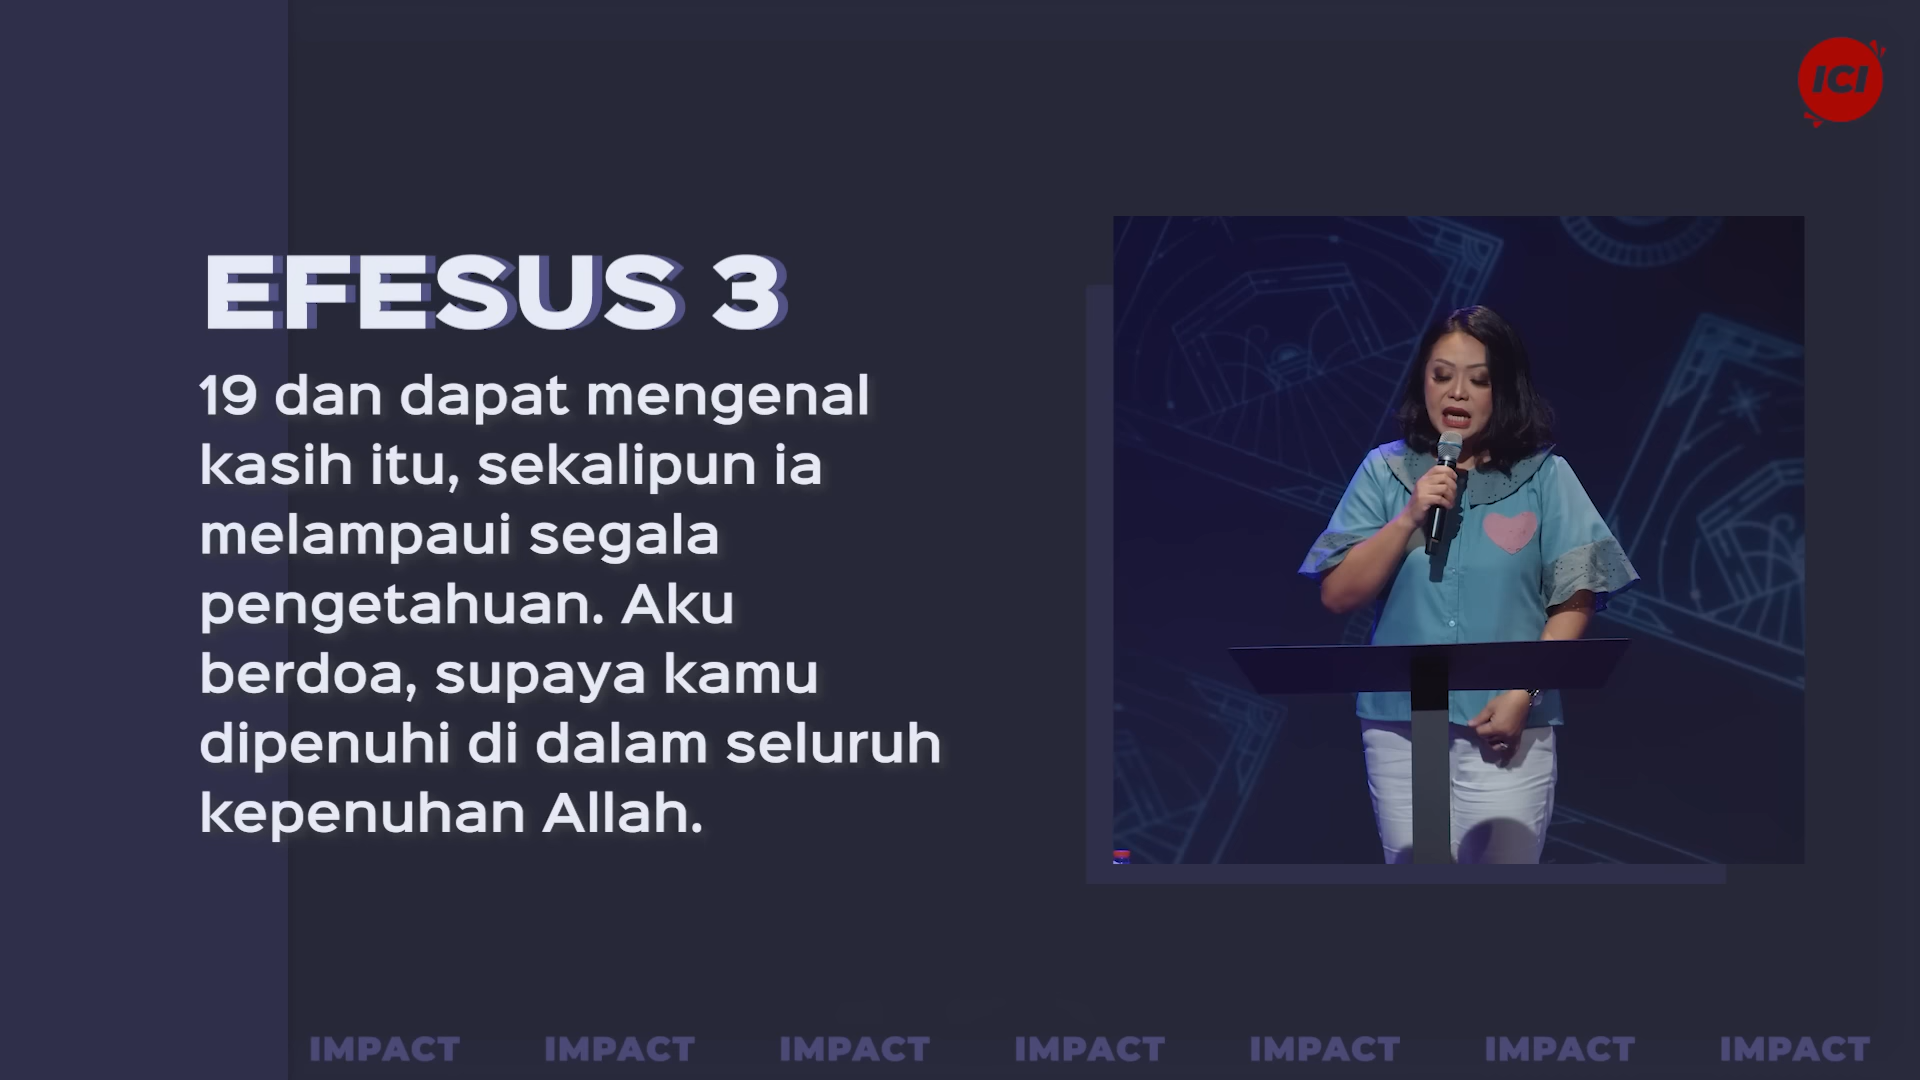 ICI
EFESUS 3
19 dan dapat mengenal
kasih itu, sekalipun ia
melampaui segala
pengetahuan. Aku
berdoa, supaya kamu
dipenuhi di dalam seluruh
kepenuhan Allah.
IMPACT IMPACT IMPACT IMPACT IMPACT IMPACT IMPACT